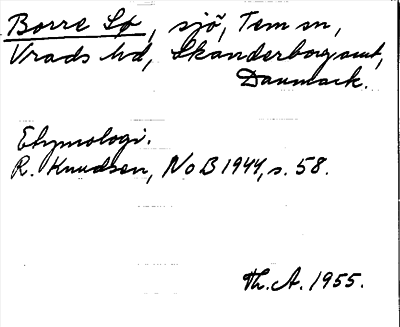 Borre Sø, sjö, Tem sn,
Vrads hd, Skanderborg amt,
Danmark.
Etymologi.
R. Knudsen, NoB 1944, s. 58.
Th. A. 1955.